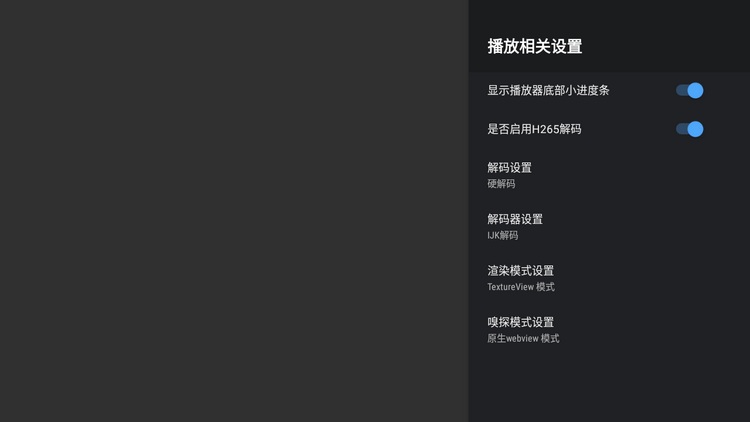 播放相关设置
显示播放器底部小进度条
是否启用H265解码
解码设置
硬解码
解码器设置
IJK解码
渲染模式设置
TextureView 模式
嗅探模式设置
原生webview 模式